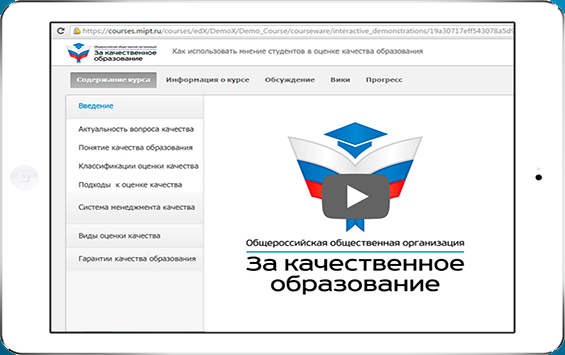 https://courses.mipt.ru/courses/edX/DemoX/Demo_Course/courseware/interactive_demonstrations/19a30717eff543078a5d9
Общероссийская общественная организация
За качественное
образование
Как использовать мнение студентов в оценке качества образования
Содержание курса Информация о курсе Обсуждение Вики Прогресс
Введение
Актуальность вопроса качества
Понятие качества образования
Классификации оценки качества
Подходы к оценке качества
Система менеджмента качества
Виды оценки качества
Гарантии качества образования
Общероссийская общественная организация
За качественное
образование